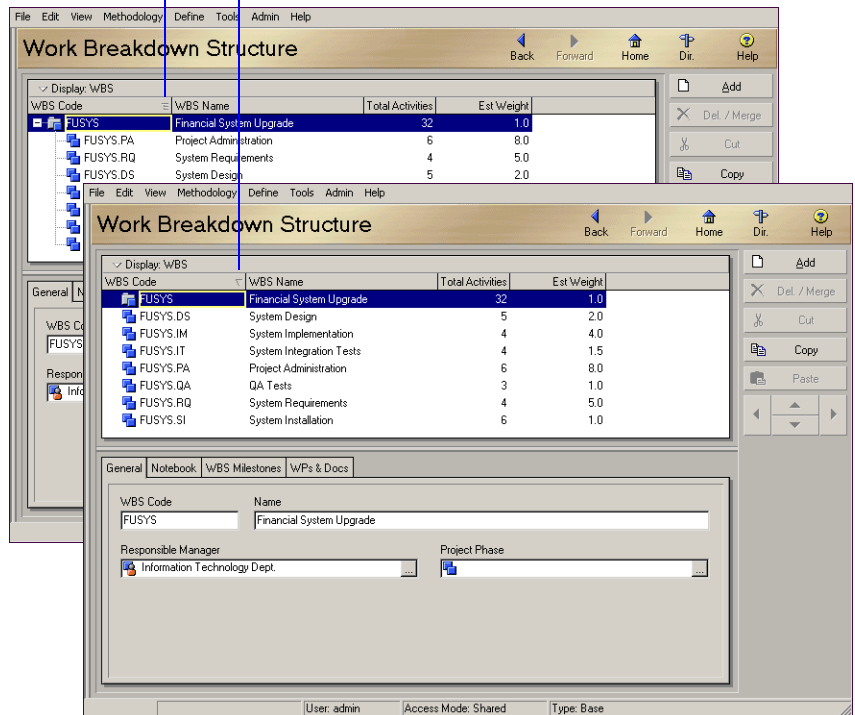 File Edit View Methodology Define Tools Admin Help
Work Breakdown Structure
Back Forward Home Dir. Help
Display: WBS
WBS Code WBS Name Total Activities Est Weight
FUSYS Financial System Upgrade 32 1.0
FUSYS.PA Project Administration 6 8.0
FUSYS.RQ System Requirements 4 5.0
FUSYS.DS System Design 5 2.0
Add
Del. / Merge
Cut
Copy
General
WBS
FUSYS
File Edit View Methodology Define Tools Admin Help
Work Breakdown Structure
Back Forward Home Dir. Help
Display: WBS
WBS Code WBS Name Total Activities Est Weight
FUSYS Financial System Upgrade 32 1.0
FUSYS.DS System Design 5 2.0
FUSYS.IM System Implementation 4 4.0
FUSYS.IT System Integration Tests 4 1.5
FUSYS.PA Project Administration 6 8.0
FUSYS.QA QA Tests 3 1.0
FUSYS.RQ System Requirements 4 5.0
FUSYS.SI System Installation 6 1.0
Add
Del. / Merge
Cut
Copy
Paste
General Notebook WBS Milestones WPs & Docs
WBS Code Name
FUSYS Financial System Upgrade
Responsible Manager Project Phase
Information Technology Dept. ... ...
User: admin Access Mode: Shared Type: Base